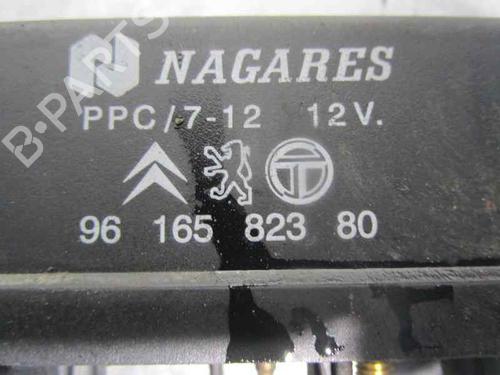 N NAGARES
PPC/7-12 12V.
96 165 823 80
B-PARTS